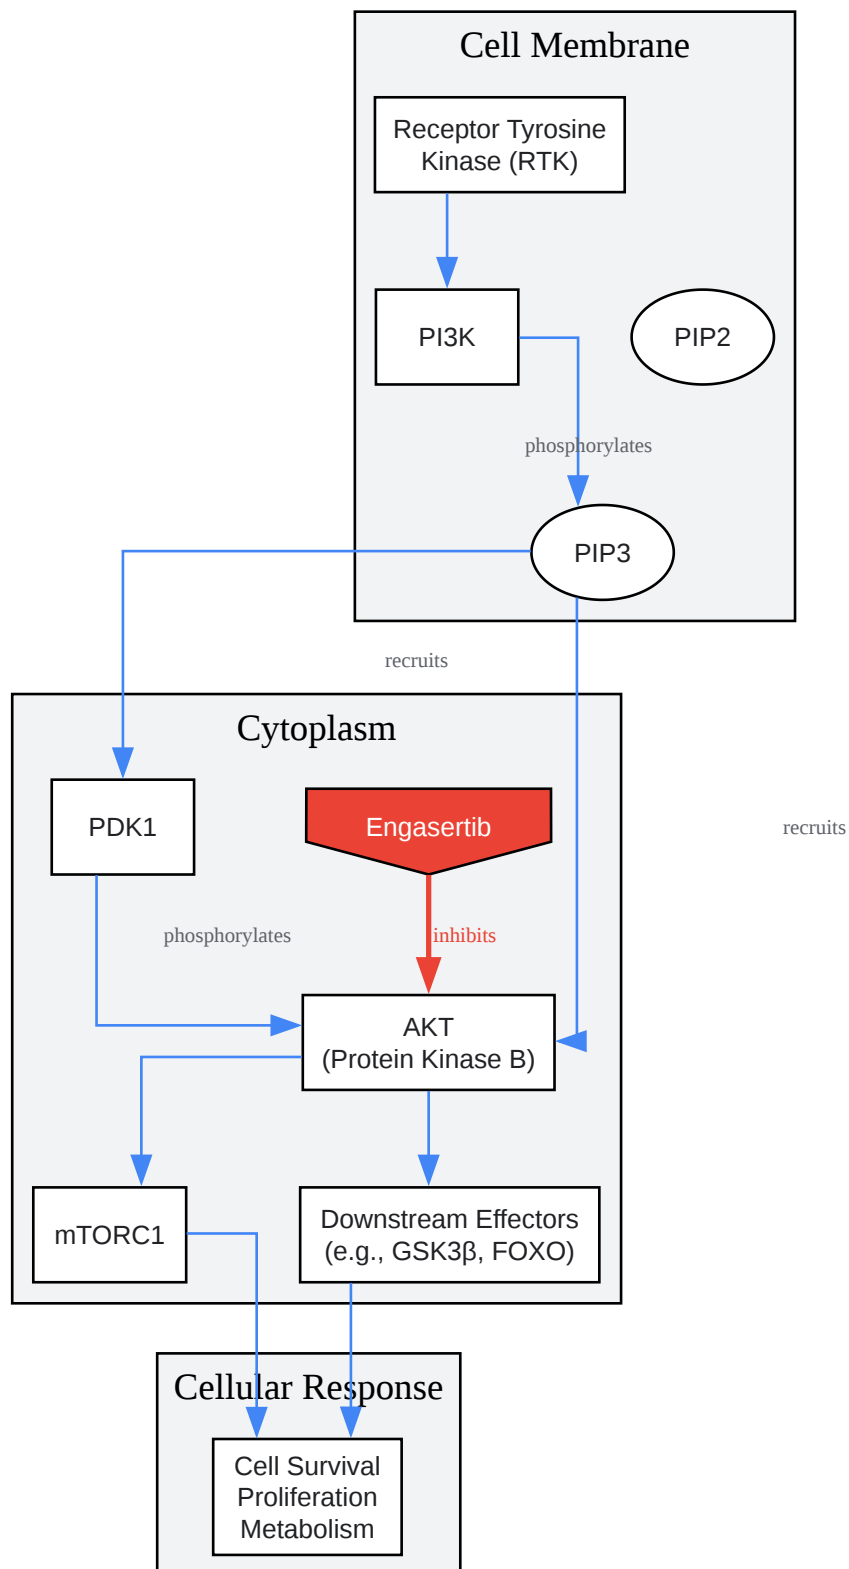 Cell Membrane
Receptor Tyrosine
Kinase (RTK)
PI3K
PIP2
phosphorylates
PIP3
recruits
Cytoplasm
PDK1
Engasertib
recruits
phosphorylates
inhibits
AKT
(Protein Kinase B)
mTORC1
Downstream Effectors
(e.g., GSK3β, FOXO)
Cellular Response
Cell Survival
Proliferation
Metabolism